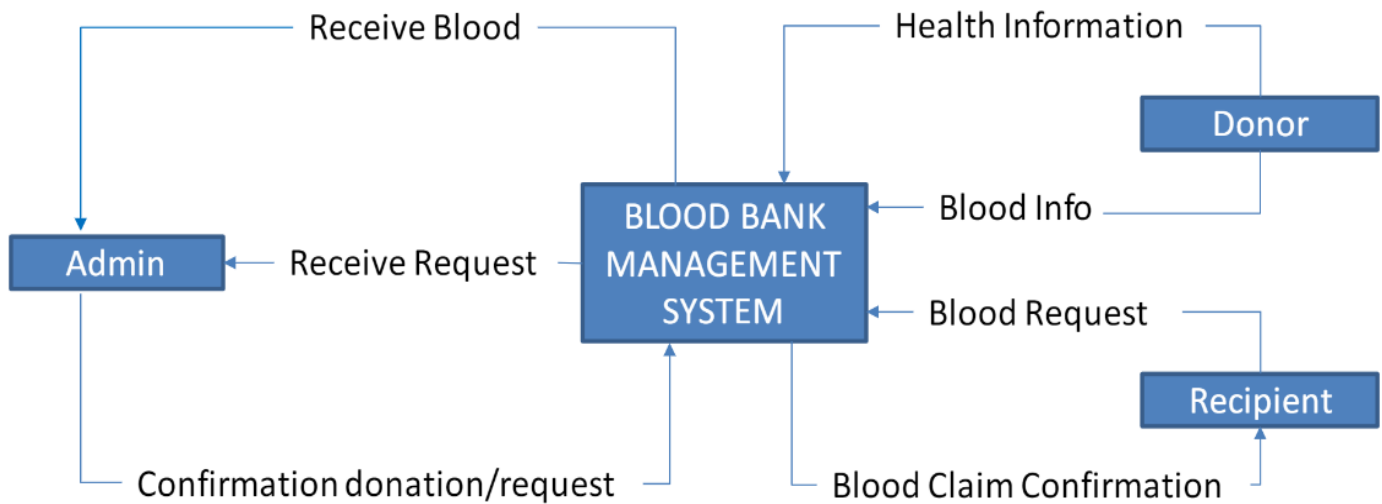 Receive Blood
Health Information
Donor
Blood Info
BLOOD BANK
MANAGEMENT
SYSTEM
Admin
Receive Request
Blood Request
Recipient
Confirmation donation/request
Blood Claim Confirmation